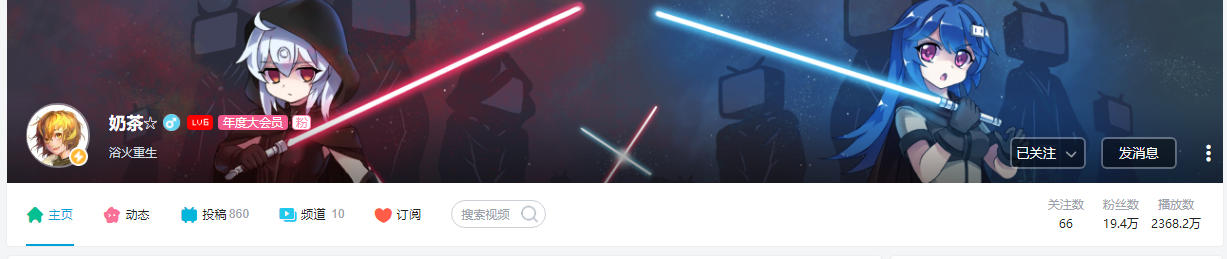 奶茶☆ LV6 年度大会员 粉
浴火重生
已关注 发消息
主页 动态 投稿 860 频道 10 订阅 搜索视频
关注数 粉丝数 播放数
66 19.4万 2368.2万